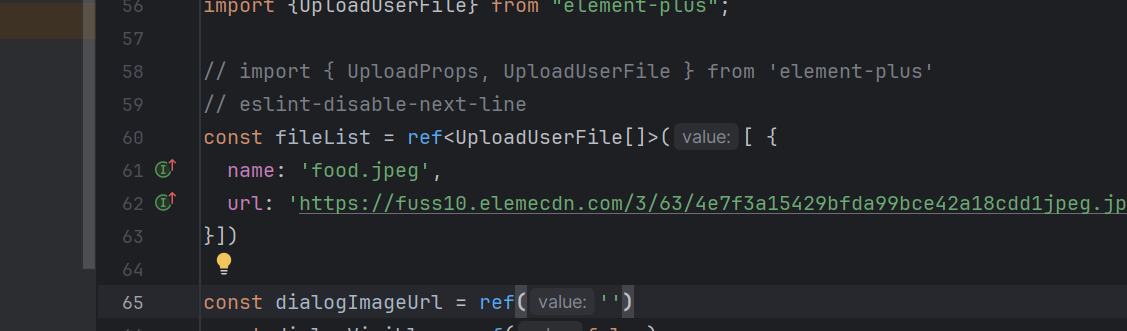 56 import {UploadUserFile} from "element-plus";
57
58 // import { UploadProps, UploadUserFile } from 'element-plus'
59 // eslint-disable-next-line
60 const fileList = ref<UploadUserFile[]>( value: [ {
61 name: 'food.jpeg',
62 url: 'https://fuss10.elemecdn.com/3/63/4e7f3a15429bfda99bce42a18cdd1jpeg.jp
63 }])
64
65 const dialogImageUrl = ref( value: '')